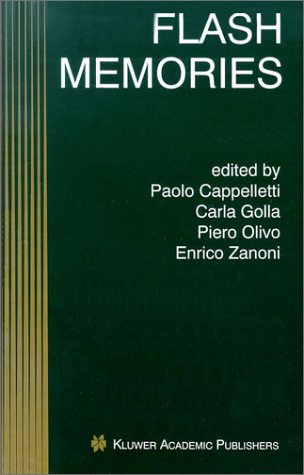 FLASH
MEMORIES
edited by
Paolo Cappelletti
Carla Golla
Piero Olivo
Enrico Zanoni
KLUWER ACADEMIC PUBLISHERS